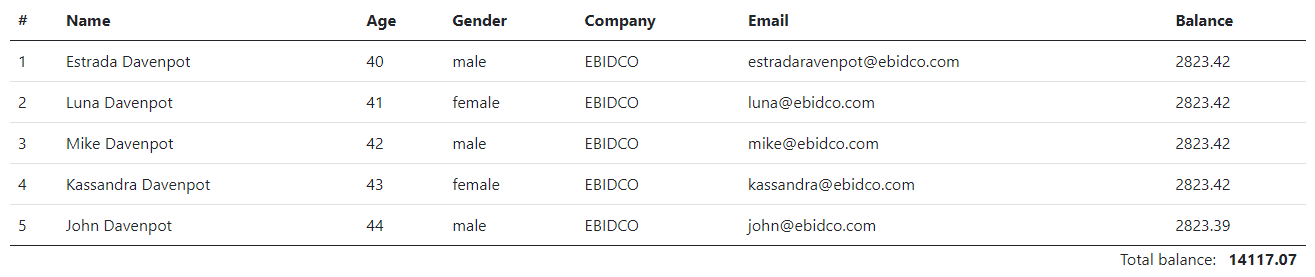 # Name Age Gender Company Email Balance
1 Estrada Davenpot 40 male EBIDCO estradaravenpot@ebidco.com 2823.42
2 Luna Davenpot 41 female EBIDCO luna@ebidco.com 2823.42
3 Mike Davenpot 42 male EBIDCO mike@ebidco.com 2823.42
4 Kassandra Davenpot 43 female EBIDCO kassandra@ebidco.com 2823.42
5 John Davenpot 44 male EBIDCO john@ebidco.com 2823.39
Total balance: 14117.07